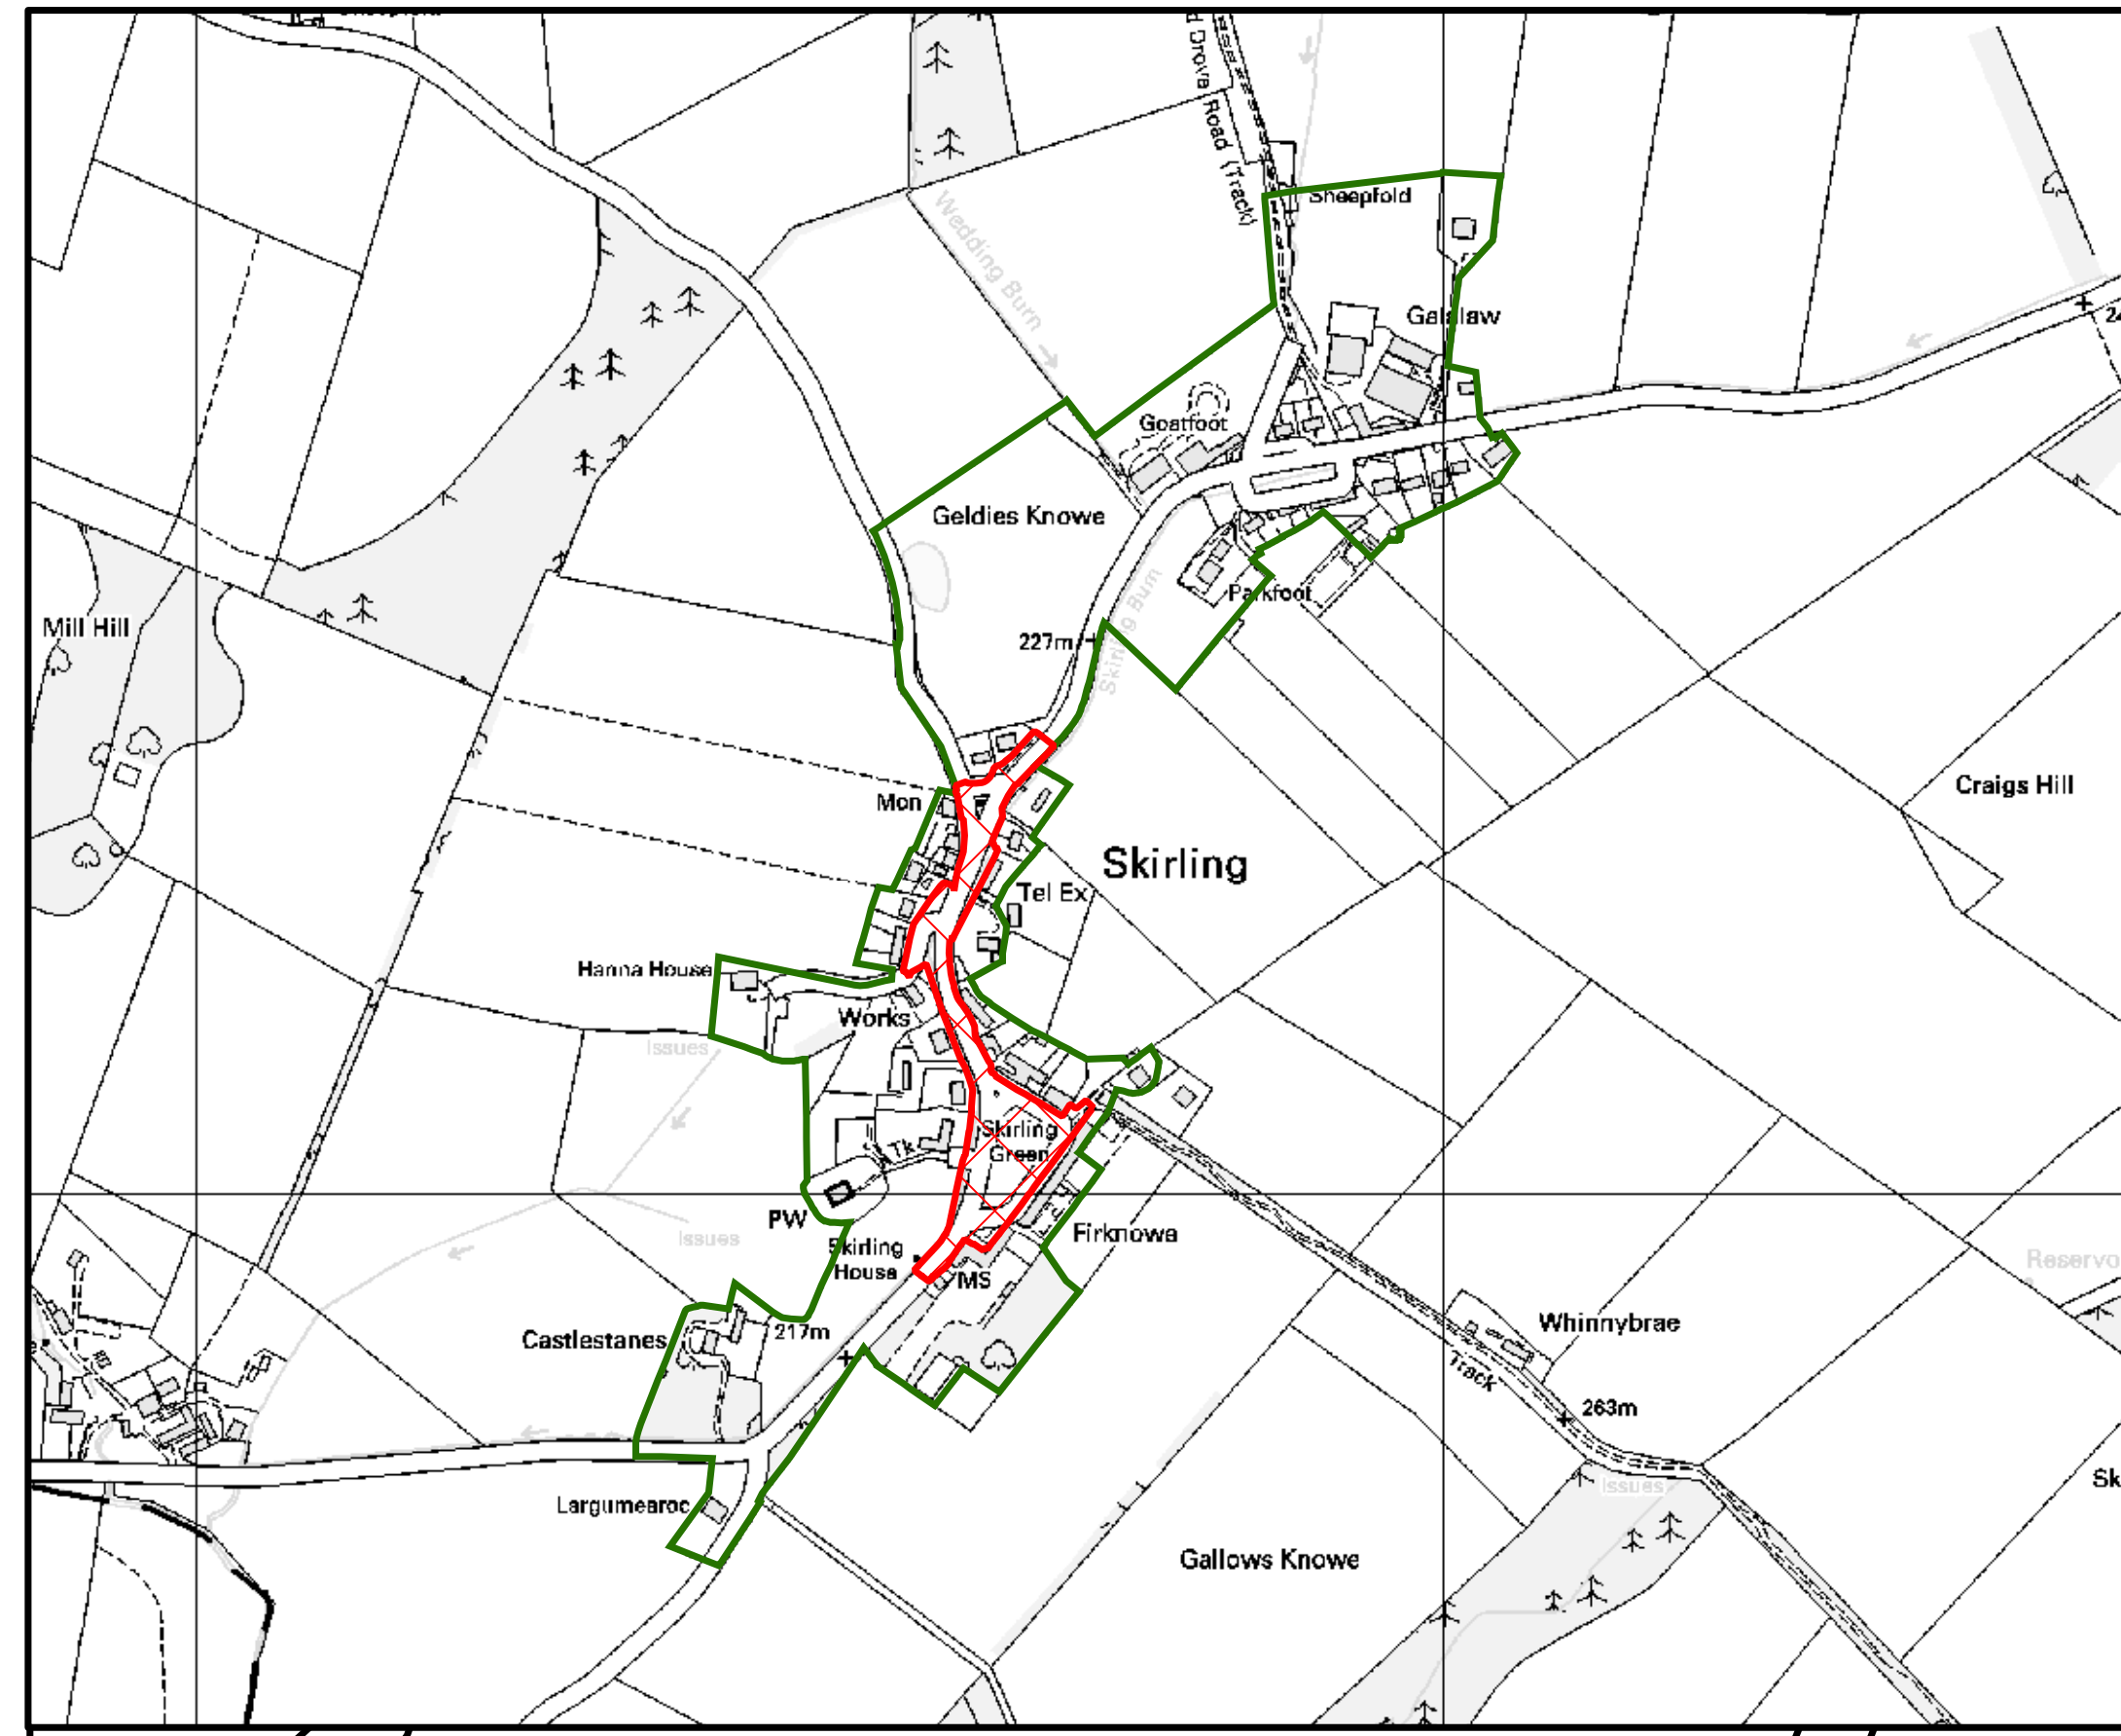 Old Drove Road (Track)
Sheepfold
Wedding Burn
Galalaw
Goatfoot
Geldies Knowe
Parkfoot
Mill Hill
227m
Skirling Burn
Mon
Craigs Hill
Skirling
Tel Ex
Hanna House
Works
Issues
Skirling
Green
Tk
PW
Issues
Skirling
House
MS
Firknowe
Castlestanes
217m
Whinnybrae
Track
263m
Issues
Gallows Knowe
Reservo
Sk